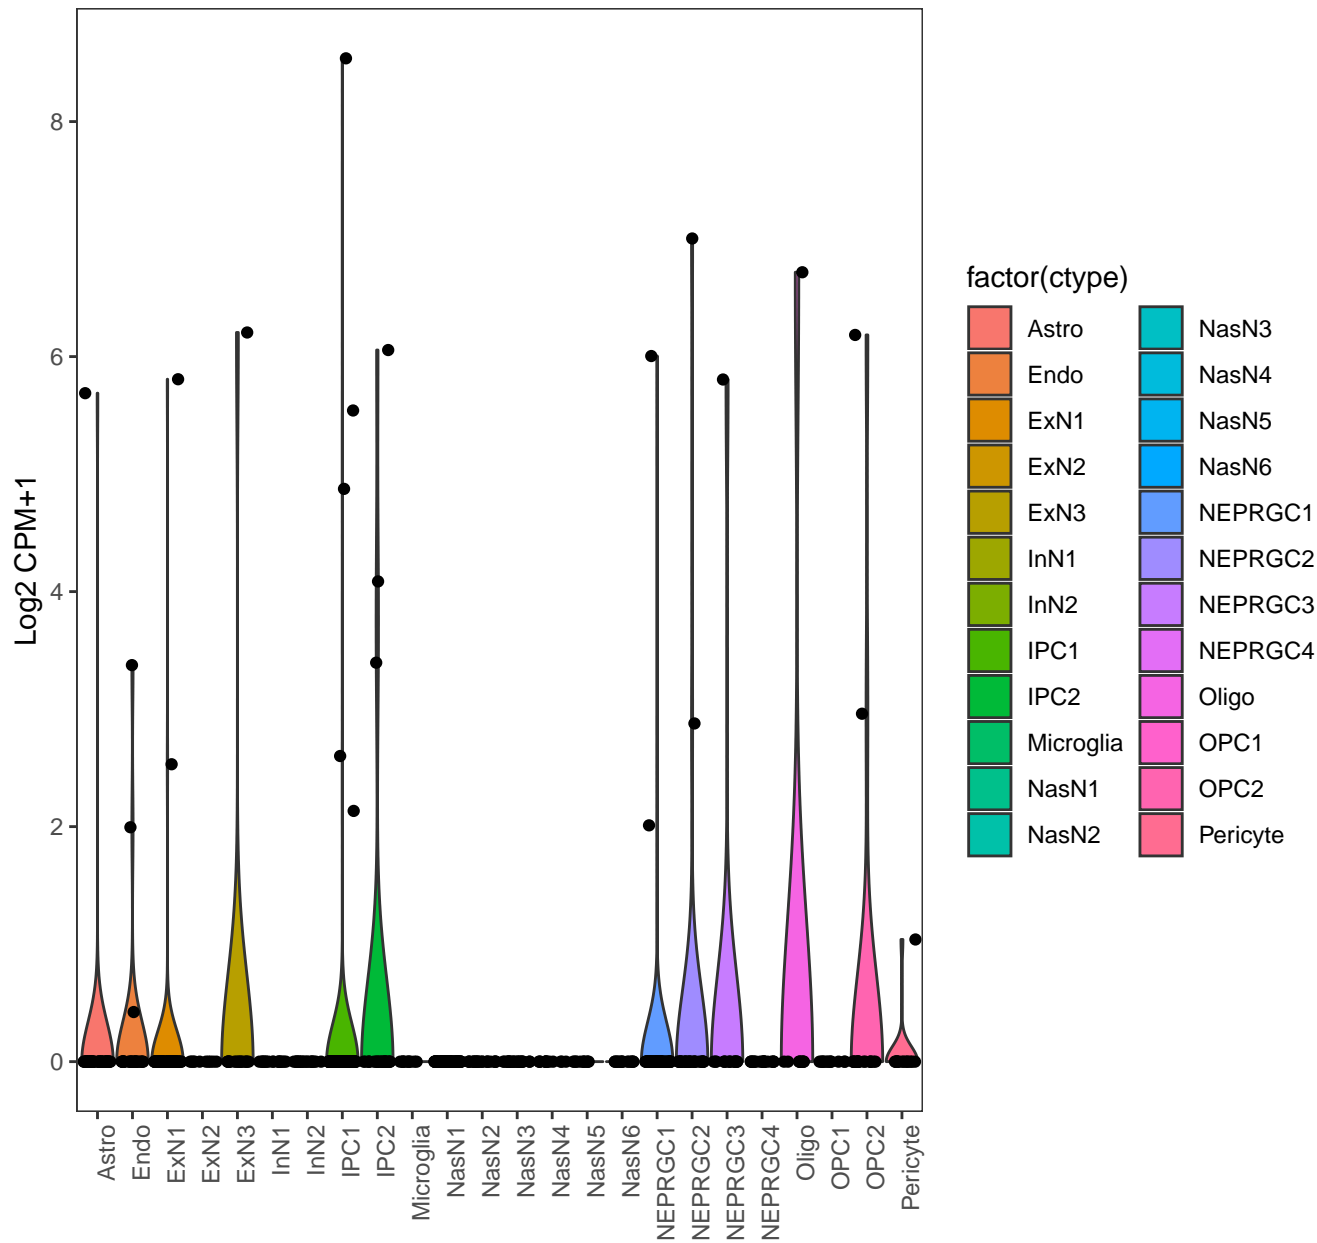 Log2 CPM+1
8
6
4
2
0
Astro
Endo
ExN1
ExN2
ExN3
InN1
InN2
IPC1
IPC2
Microglia
NasN1
NasN2
NasN3
NasN4
NasN5
NasN6
NEPRGC1
NEPRGC2
NEPRGC3
NEPRGC4
Oligo
OPC1
OPC2
Pericyte
factor(ctype)
Astro
Endo
ExN1
ExN2
ExN3
InN1
InN2
IPC1
IPC2
Microglia
NasN1
NasN2
NasN3
NasN4
NasN5
NasN6
NEPRGC1
NEPRGC2
NEPRGC3
NEPRGC4
Oligo
OPC1
OPC2
Pericyte